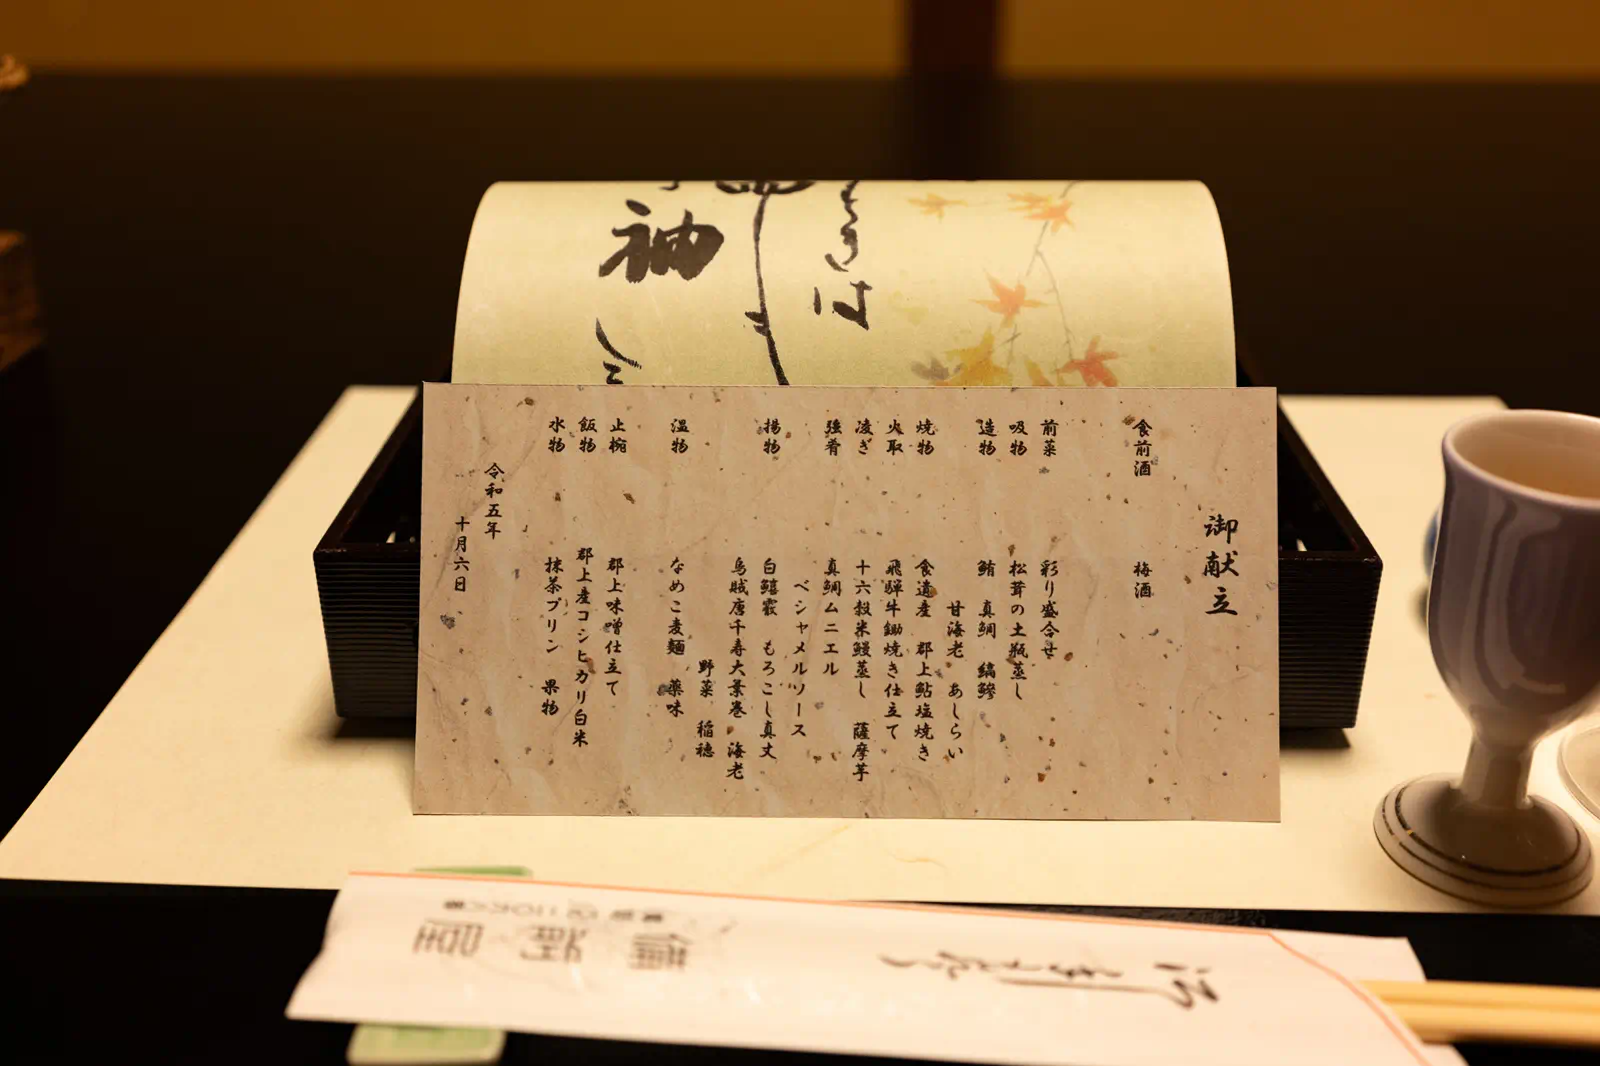 御献立
食前酒 梅酒
前菜 彩り盛合せ
吸物 松茸の土瓶蒸し
造物 鮪 真鯛 縞鰺
甘海老 あしらい
焼物 食遺産 郡上鮎塩焼き
火取 飛騨牛鋤焼き仕立て
凌ぎ 十六穀米鰻蒸し 薩摩芋
強肴 真鯛ムニエル
ベシャメルソース
揚物 白鱚霰 もろこし真丈
烏賊唐千寿大葉巻 海老
野菜 稲穂
温物 なめこ麦麺 薬味
止椀 郡上味噌仕立て
飯物 郡上産コシヒカリ白米
水物 抹茶プリン 果物
令和五年
十月六日
袖
備前屋